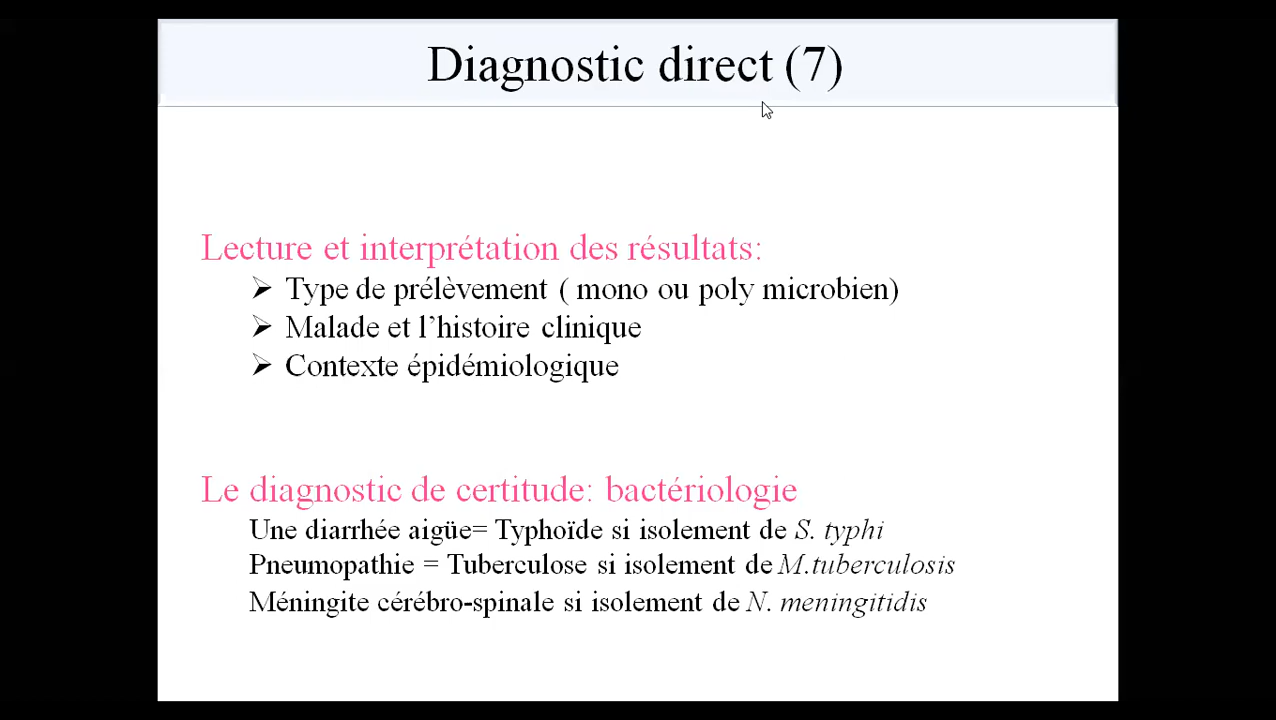 Diagnostic direct (7)
Lecture et interprétation des résultats:
Type de prélèvement ( mono ou poly microbien)
Malade et l’histoire clinique
Contexte épidémiologique
Le diagnostic de certitude: bactériologie
Une diarrhée aigüe= Typhoïde si isolement de S. typhi
Pneumopathie = Tuberculose si isolement de M.tuberculosis
Méningite cérébro-spinale si isolement de N. meningitidis